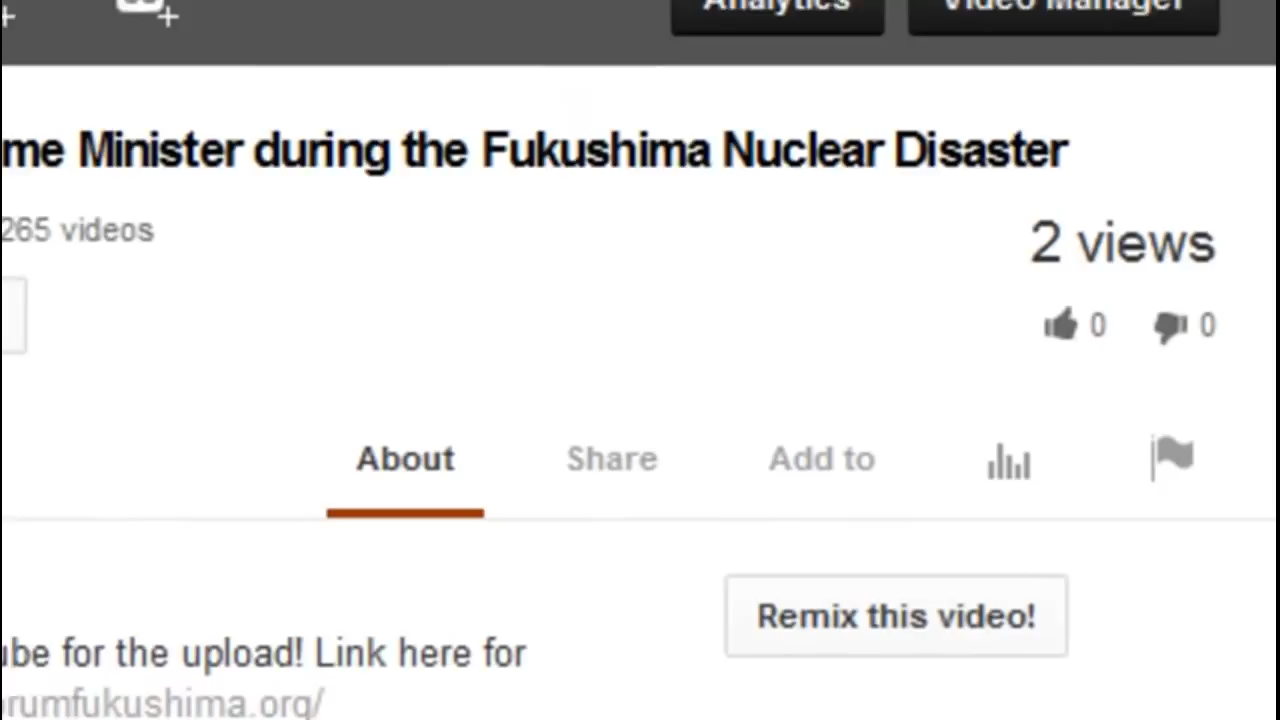 Analytics Video Manager
me Minister during the Fukushima Nuclear Disaster
265 videos
2 views
0 0
About Share Add to
Remix this video!
ube for the upload! Link here for
orumfukushima.org/